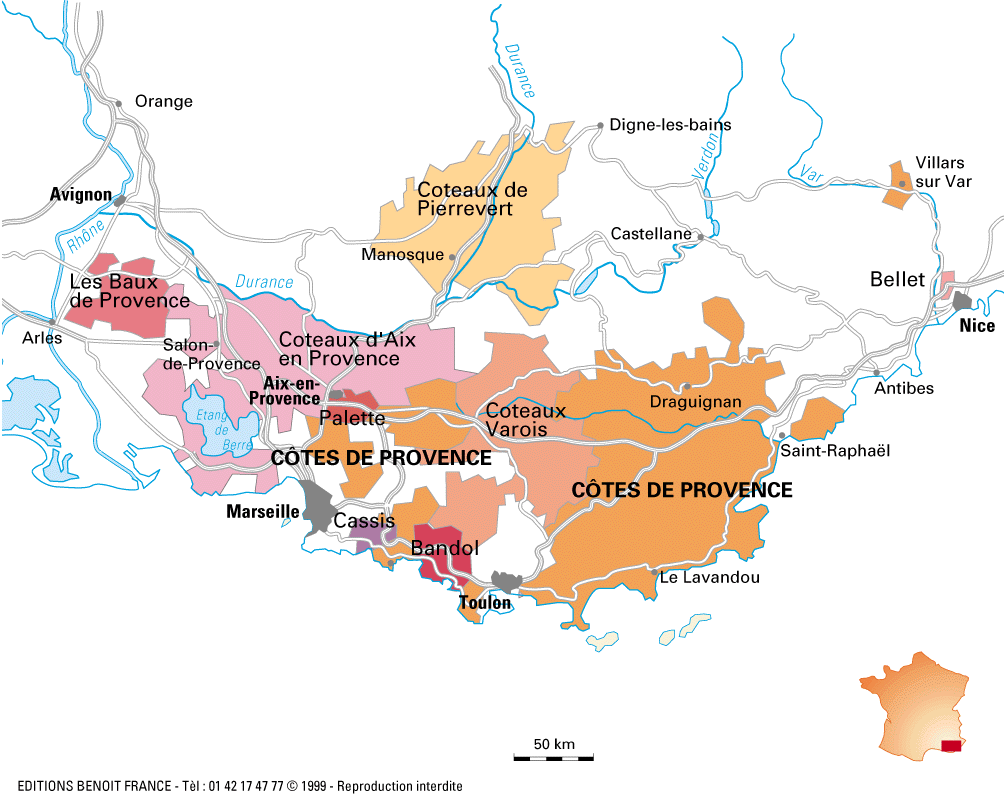 Durance
Orange
Digne-les-bains
Verdon
Villars
sur Var
Var
Avignon
Coteaux de
Pierrevert
Rhône
Castellane
Manosque
Bellet
Les Baux
de Provence
Durance
Nice
Arles
Salon-
de-Provence
Coteaux d'Aix
en Provence
Antibes
Aix-en-
Provence
Draguignan
Palette
Coteaux
Varois
Etang
de
Berre
Saint-Raphaël
CÔTES DE PROVENCE
CÔTES DE PROVENCE
Marseille
Cassis
Bandol
Le Lavandou
Toulon
50 km
EDITIONS BENOIT FRANCE - Tèl : 01 42 17 47 77 © 1999 - Reproduction interdite